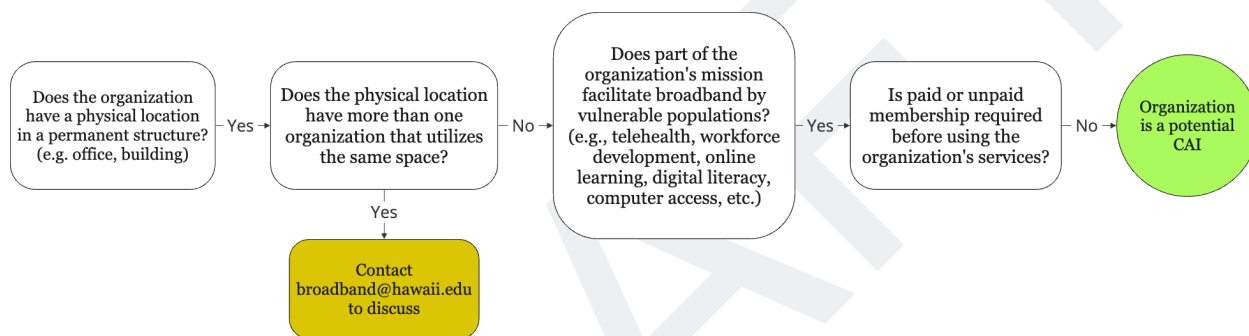 Does the organization
have a physical location
in a permanent structure?
(e.g. office, building)
Yes
Does the physical location
have more than one
organization that utilizes
the same space?
Yes
Contact
broadband@hawaii.edu
to discuss
No
Does part of the
organization's mission
facilitate broadband by
vulnerable populations?
(e.g., telehealth, workforce
development, online
learning, digital literacy,
computer access, etc.)
Yes
Is paid or unpaid
membership required
before using the
organization's services?
No
Organization
is a potential
CAI